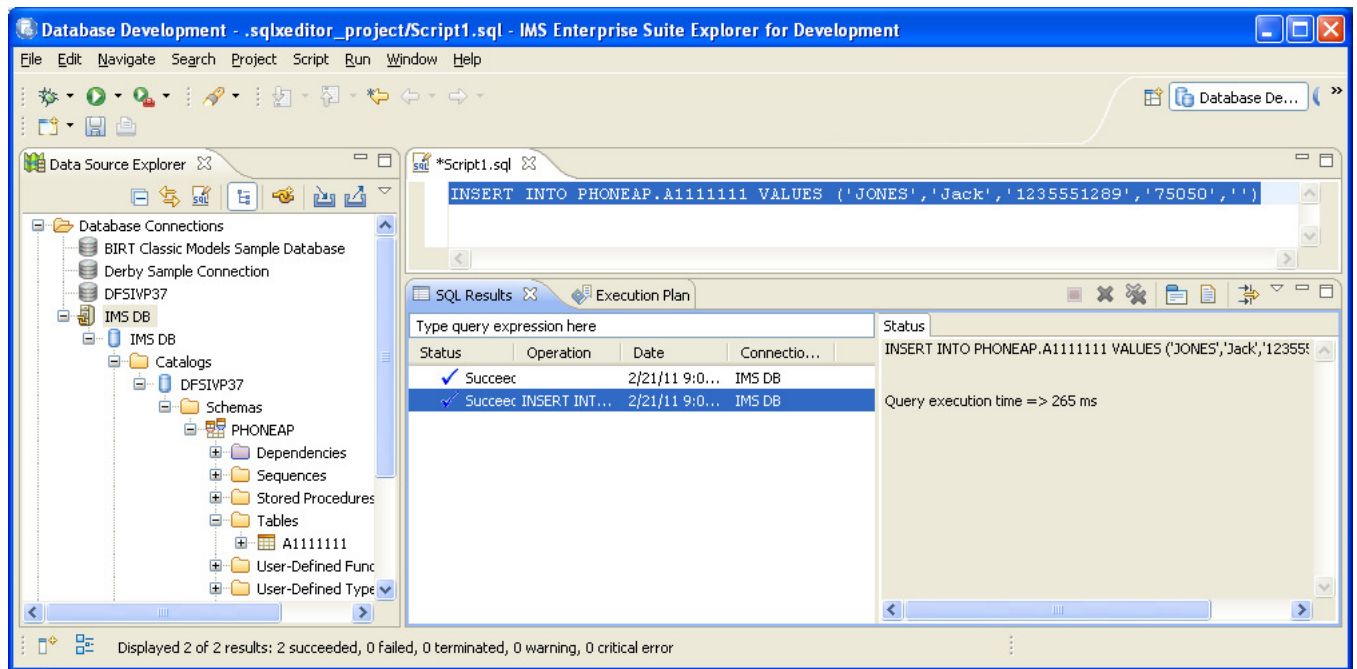 Database Development - .sqlxeditor_project/Script1.sql - IMS Enterprise Suite Explorer for Development
File Edit Navigate Search Project Script Run Window Help
Database De...
Data Source Explorer
Database Connections
BIRT Classic Models Sample Database
Derby Sample Connection
DFSIVP37
IMS DB
IMS DB
Catalogs
DFSIVP37
Schemas
PHONEAP
Dependencies
Sequences
Stored Procedures
Tables
A1111111
User-Defined Func
User-Defined Type
*Script1.sql
INSERT INTO PHONEAP.A1111111 VALUES ('JONES','Jack','1235551289','75050','')
SQL Results Execution Plan
Type query expression here
Status Operation Date Connectio...
Succeec 2/21/11 9:0... IMS DB
Succeec INSERT INT... 2/21/11 9:0... IMS DB
Status
INSERT INTO PHONEAP.A1111111 VALUES ('JONES','Jack','12355
Query execution time => 265 ms
Displayed 2 of 2 results: 2 succeeded, 0 failed, 0 terminated, 0 warning, 0 critical error